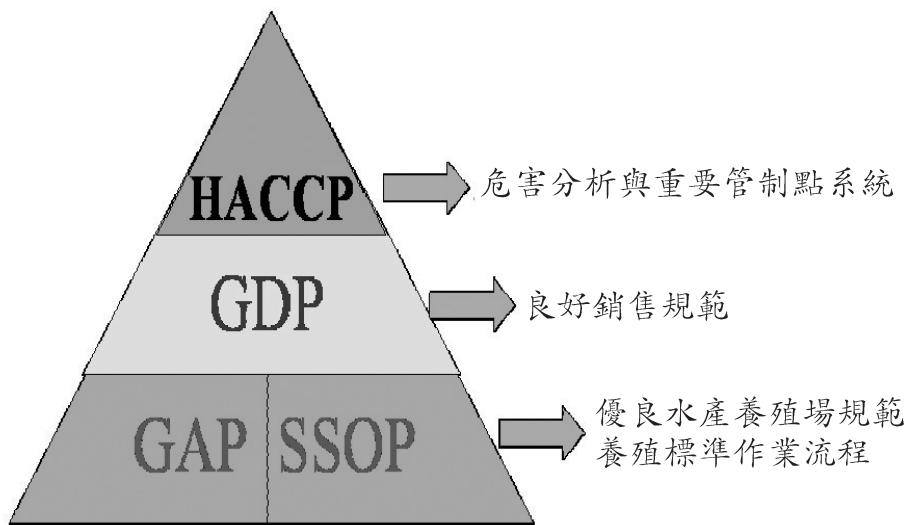 HACCP
危害分析與重要管制點系統
GDP
良好銷售規範
GAP SSOP
優良水產養殖場規範
養殖標準作業流程